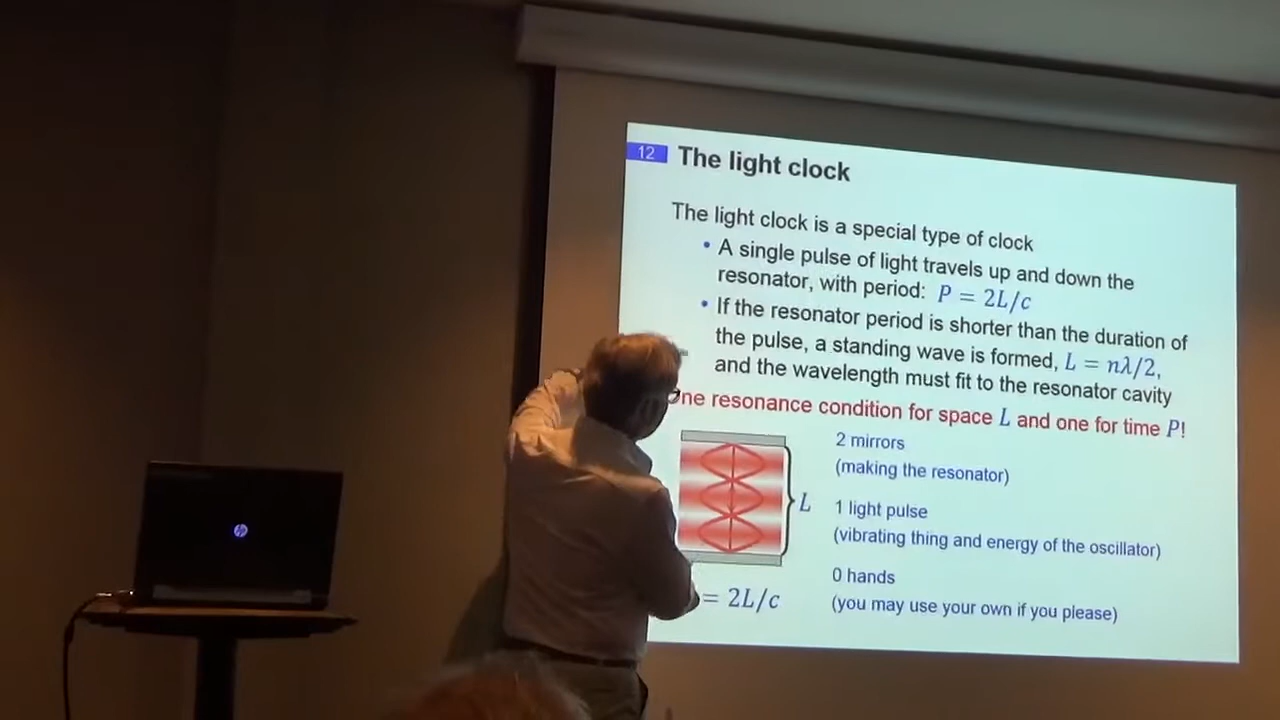 12 The light clock
The light clock is a special type of clock
• A single pulse of light travels up and down the
resonator, with period: P = 2L/c
• If the resonator period is shorter than the duration of
the pulse, a standing wave is formed, L = nλ/2,
and the wavelength must fit to the resonator cavity
ne resonance condition for space L and one for time P!
2 mirrors
(making the resonator)
L
1 light pulse
(vibrating thing and energy of the oscillator)
0 hands
= 2L/c
(you may use your own if you please)
hp